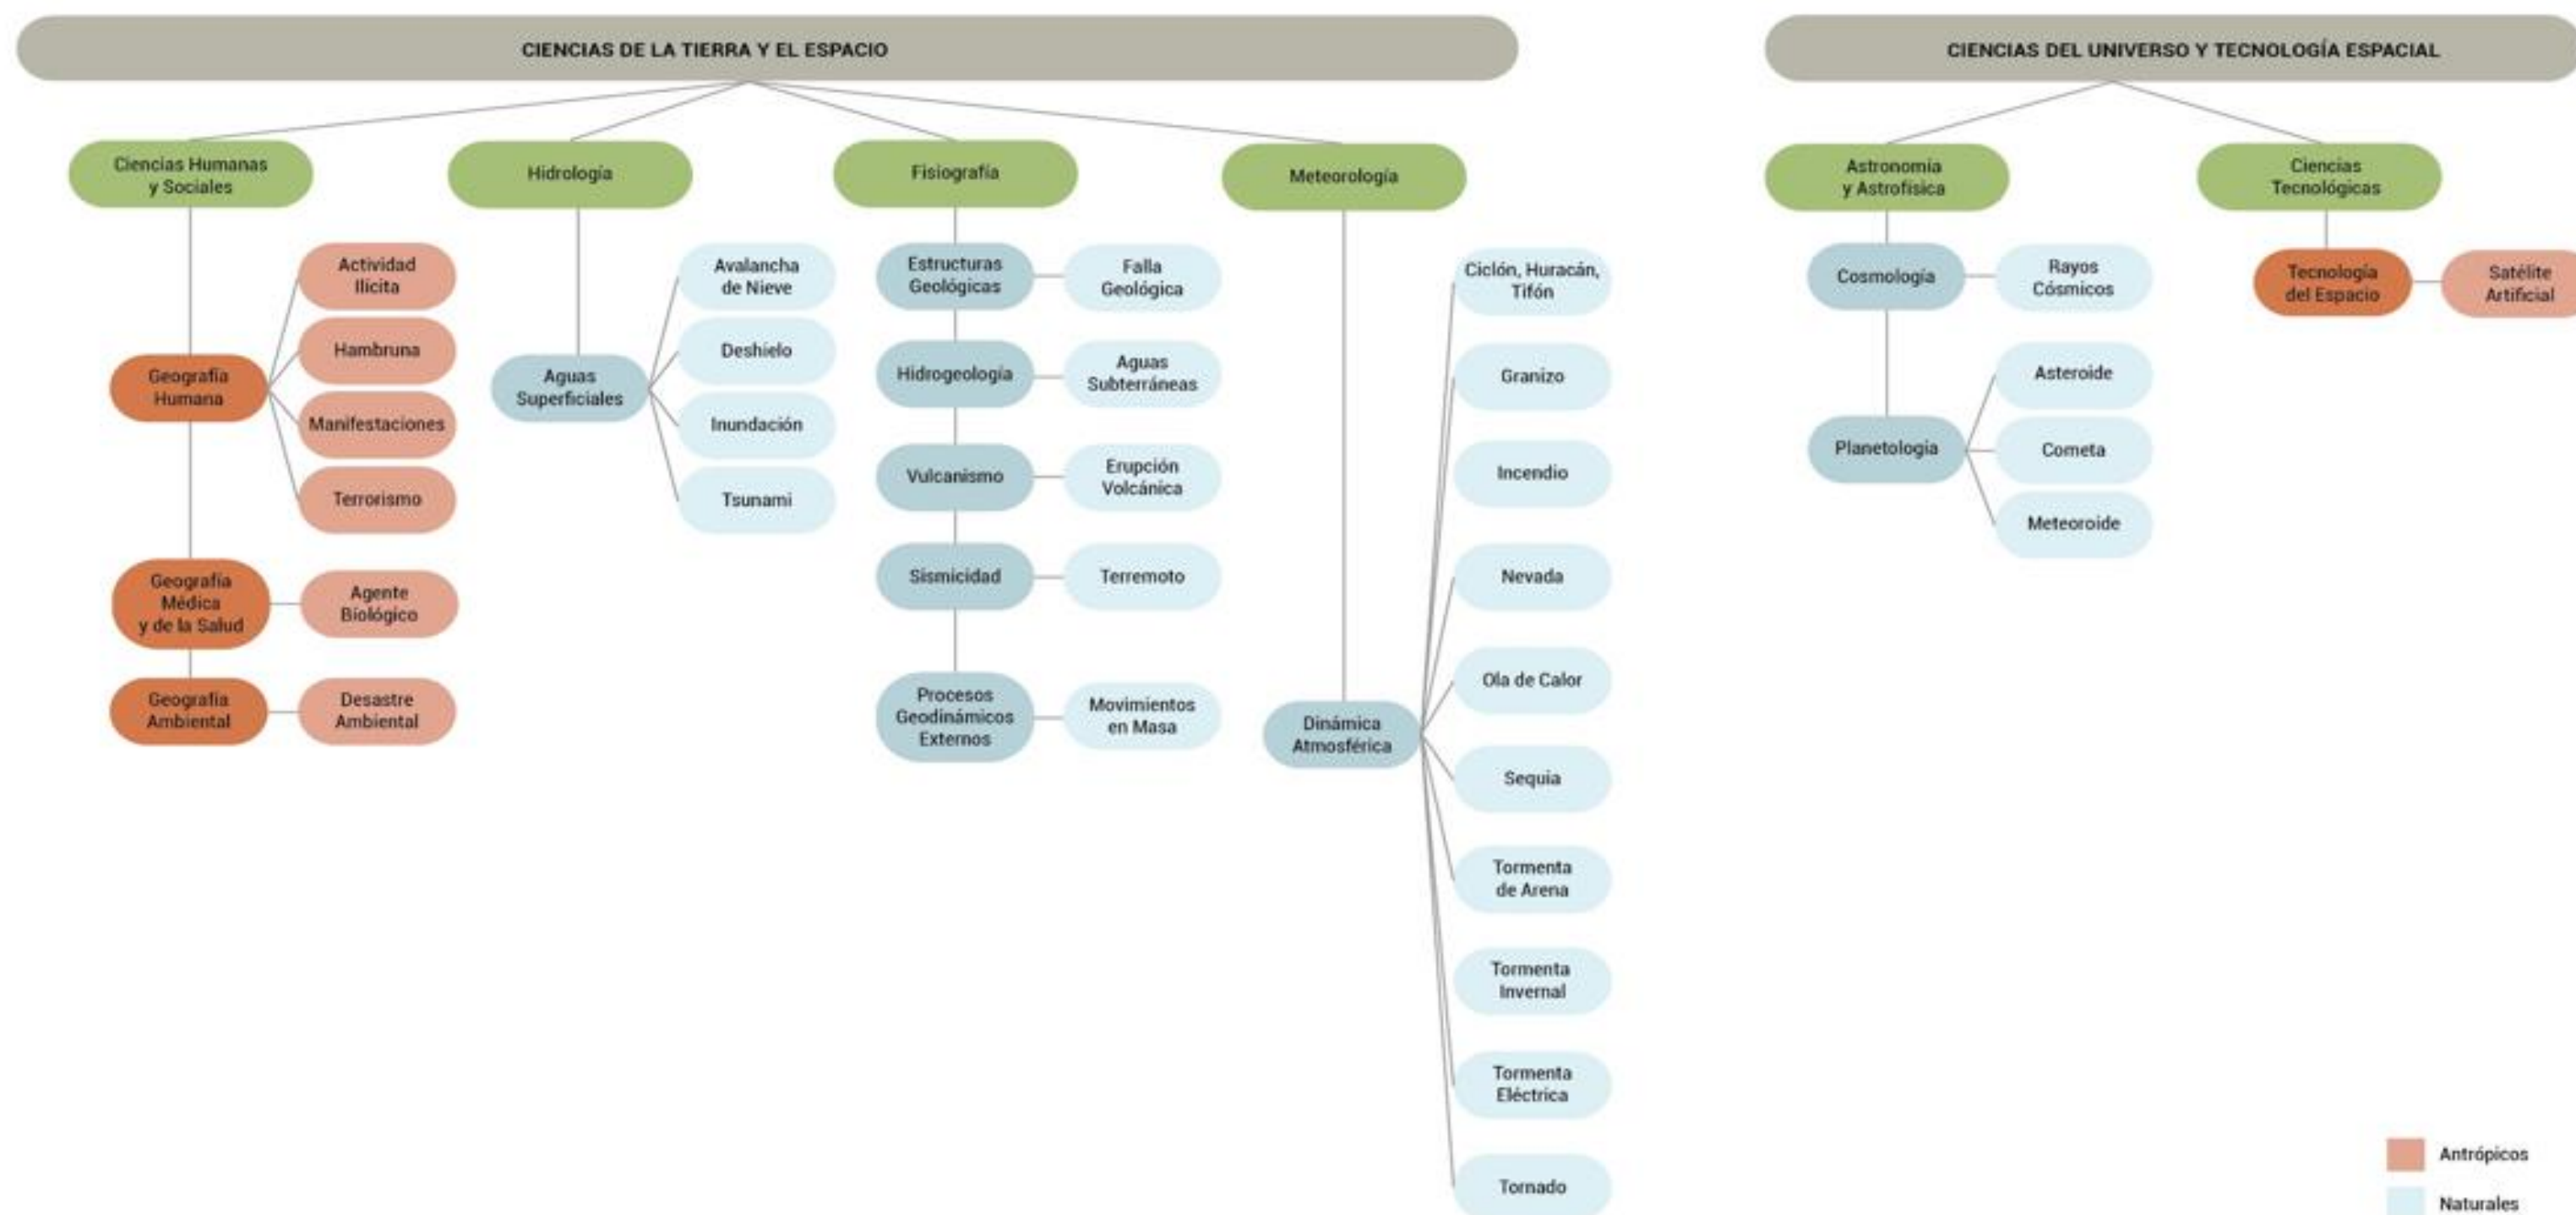 CIENCIAS DE LA TIERRA Y EL ESPACIO
Ciencias Humanas
y Sociales
Geografía
Humana
Actividad
Ilícita
Hambruna
Manifestaciones
Terrorismo
Geografía
Médica
y de la Salud
Agente
Biológico
Geografía
Ambiental
Desastre
Ambiental
Hidrología
Aguas
Superficiales
Avalancha
de Nieve
Deshielo
Inundación
Tsunami
Fisiografía
Estructuras
Geológicas
Falla
Geológica
Hidrogeología
Aguas
Subterráneas
Vulcanismo
Erupción
Volcánica
Sismicidad
Terremoto
Procesos
Geodinámicos
Externos
Movimientos
en Masa
Meteorología
Dinámica
Atmosférica
Ciclón, Huracán,
Tifón
Granizo
Incendio
Nevada
Ola de Calor
Sequia
Tormenta
de Arena
Tormenta
Invernal
Tormenta
Eléctrica
Tornado
CIENCIAS DEL UNIVERSO Y TECNOLOGÍA ESPACIAL
Astronomía
y Astrofísica
Cosmología
Rayos
Cósmicos
Planetología
Asteroide
Cometa
Meteoroide
Ciencias
Tecnológicas
Tecnología
del Espacio
Satélite
Artificial
Antrópicos
Naturales